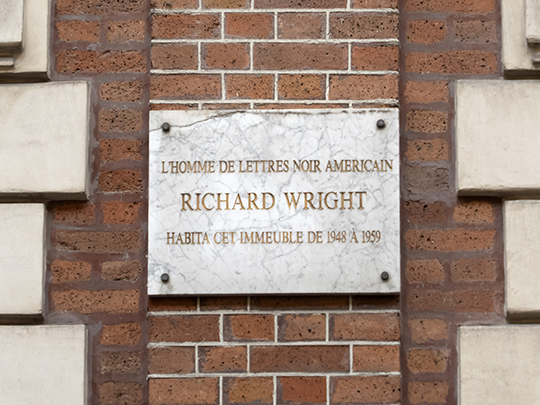 L'HOMME DE LETTRES NOIR AMERICAIN
RICHARD WRIGHT
HABITA CET IMMEUBLE DE 1948 À 1959